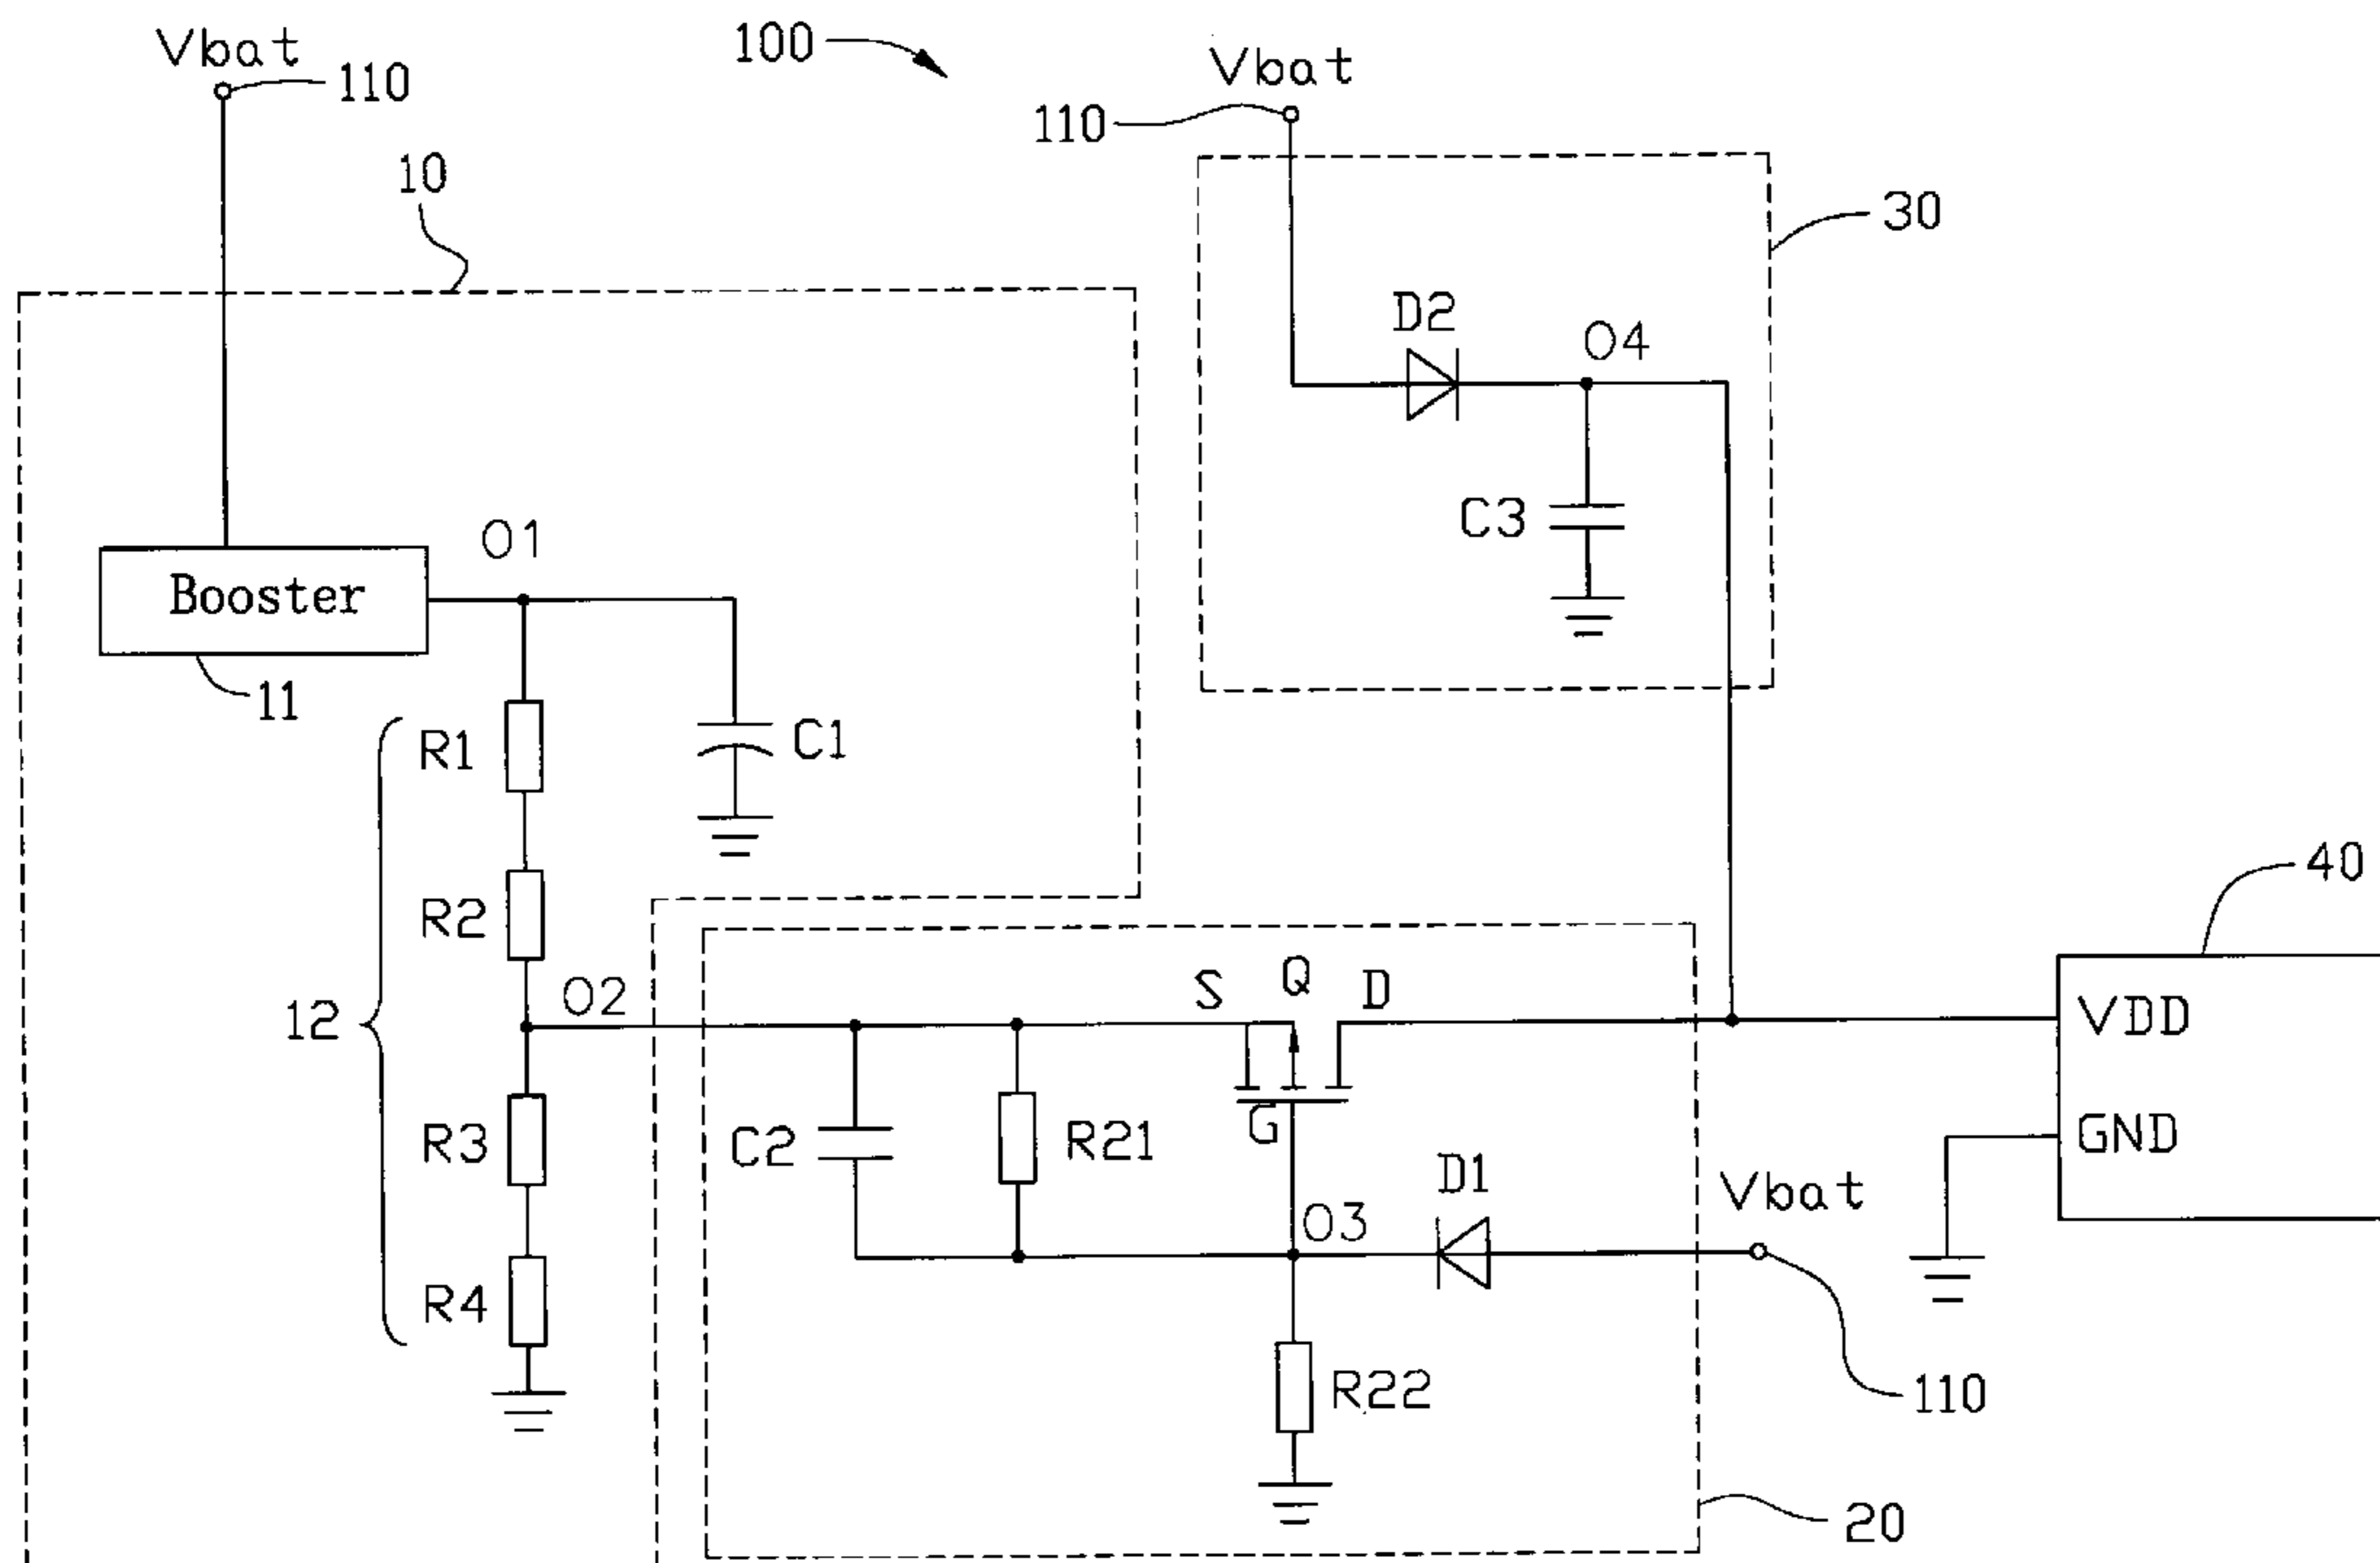 Vbat
110
100
Vbat
110
10
30
D2
O4
C3
O1
Booster
11
R1
C1
R2
12
O2
S
Q
D
40
VDD
G
C2
R21
R3
GND
D1
Vbat
O3
R4
R22
110
20